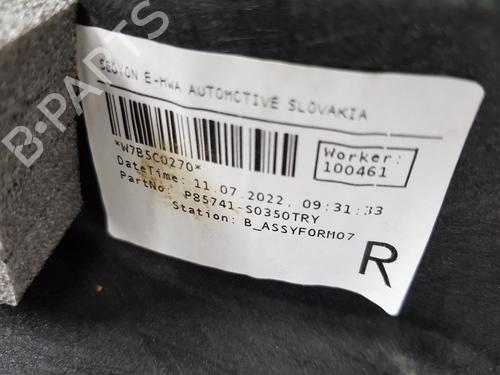 SEOYON E-HWA AUTOMOTIVE SLOVAKIA
*W7B5C0270*
Worker:
100461
DateTime: 11.07.2022. 09:31:33
PartNo: P85741-S0350TRY
Station: B_ASSYFORM07
R
B-PARTS